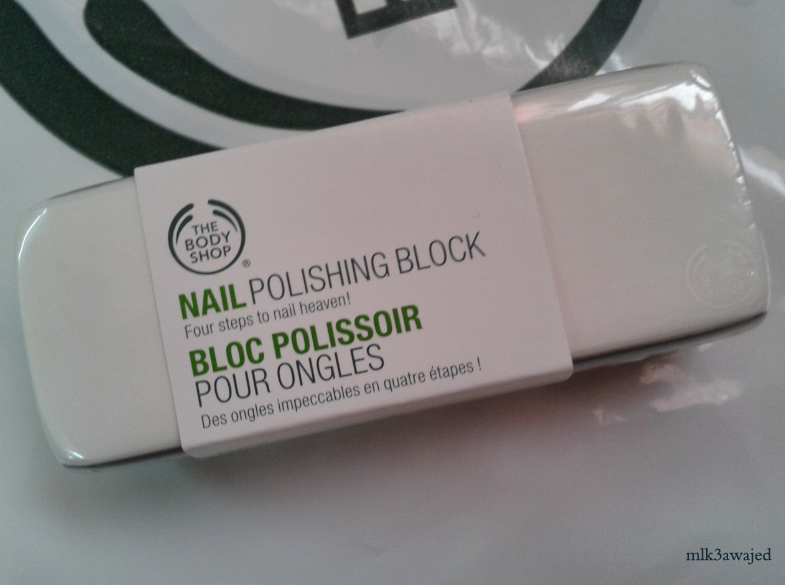 THE
BODY
SHOP®
NAIL POLISHING BLOCK
Four steps to nail heaven!
BLOC POLISSOIR
POUR ONGLES
Des ongles impeccables en quatre étapes !
mlk3awajed